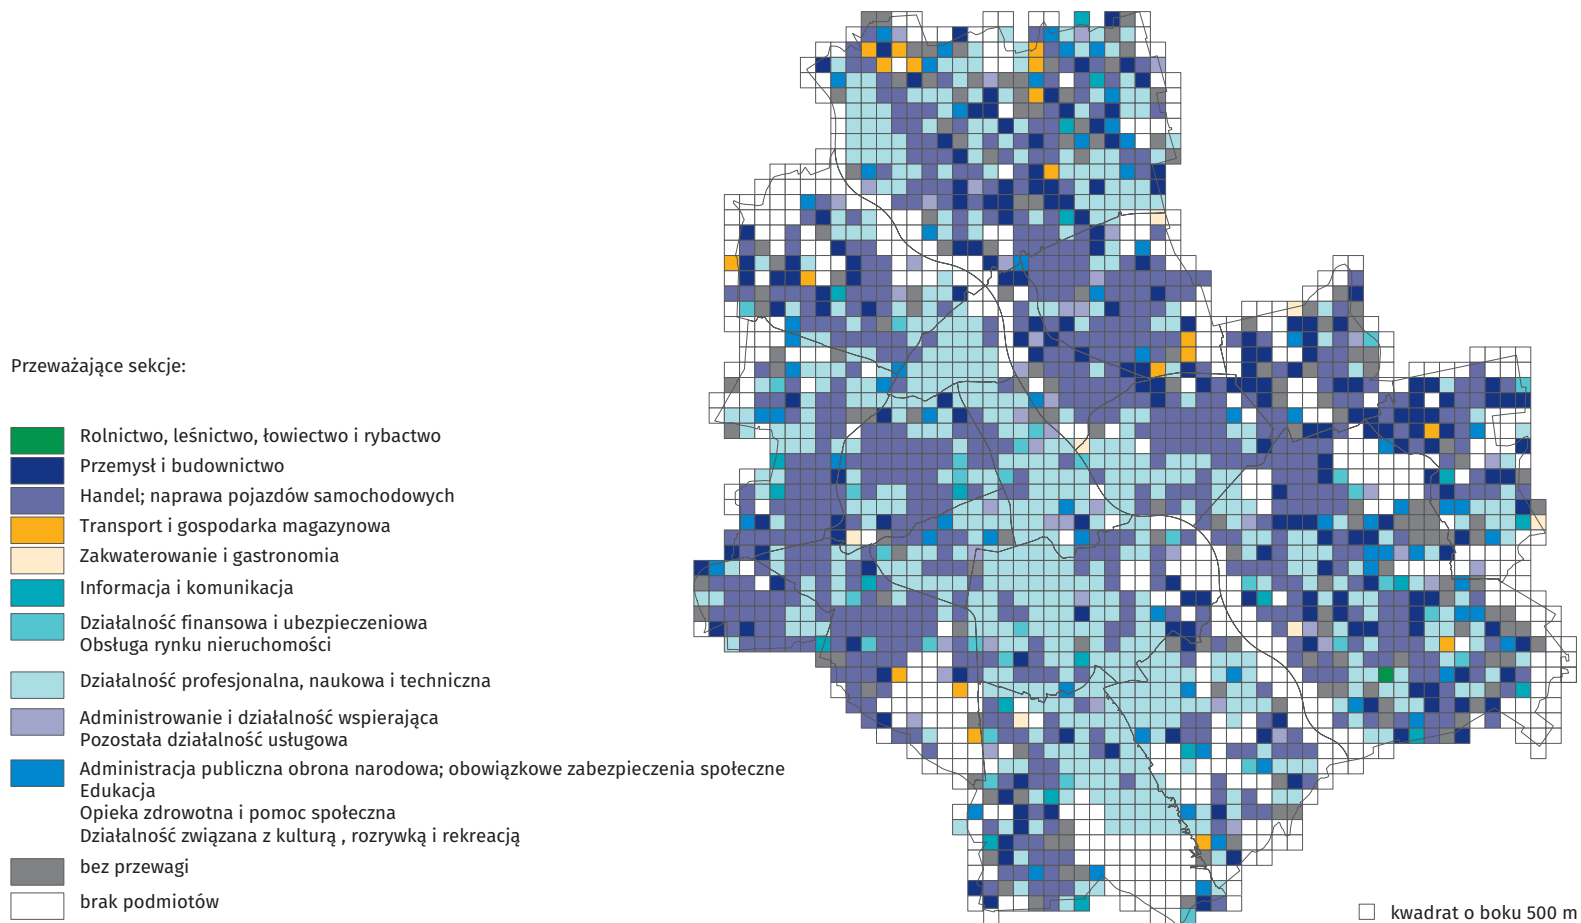 Przeważające sekcje:
Rolnictwo, leśnictwo, łowiectwo i rybactwo
Przemysł i budownictwo
Handel; naprawa pojazdów samochodowych
Transport i gospodarka magazynowa
Zakwaterowanie i gastronomia
Informacja i komunikacja
Działalność finansowa i ubezpieczeniowa
Obsługa rynku nieruchomości
Działalność profesjonalna, naukowa i techniczna
Administrowanie i działalność wspierająca
Pozostała działalność usługowa
Administracja publiczna obrona narodowa; obowiązkowe zabezpieczenia społeczne
Edukacja
Opieka zdrowotna i pomoc społeczna
Działalność związana z kulturą , rozrywką i rekreacją
bez przewagi
brak podmiotów
kwadrat o boku 500 m